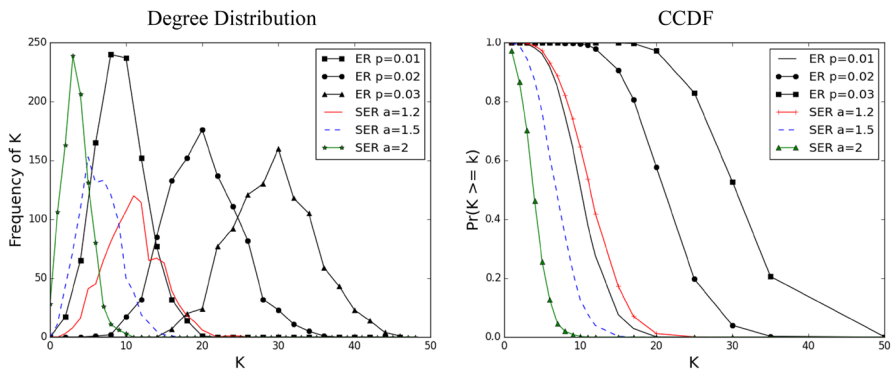 Degree Distribution
250
200
150
100
50
0
0 10 20 30 40 50
Frequency of K
K
ER p=0.01
ER p=0.02
ER p=0.03
SER a=1.2
SER a=1.5
SER a=2
CCDF
1.0
0.8
0.6
0.4
0.2
0.0
0 10 20 30 40 50
Pr(K >= k)
K
ER p=0.01
ER p=0.02
ER p=0.03
SER a=1.2
SER a=1.5
SER a=2